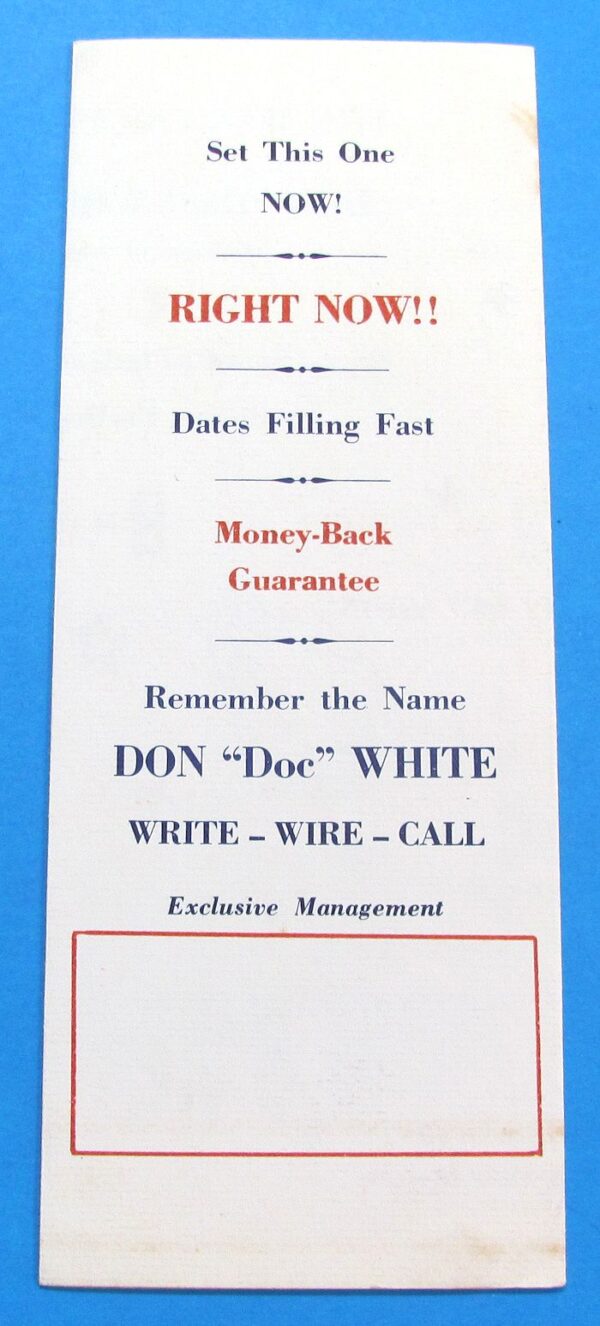 Set This One
NOW!
RIGHT NOW!!
Dates Filling Fast
Money-Back
Guarantee
Remember the Name
DON “Doc” WHITE
WRITE – WIRE – CALL
Exclusive Management